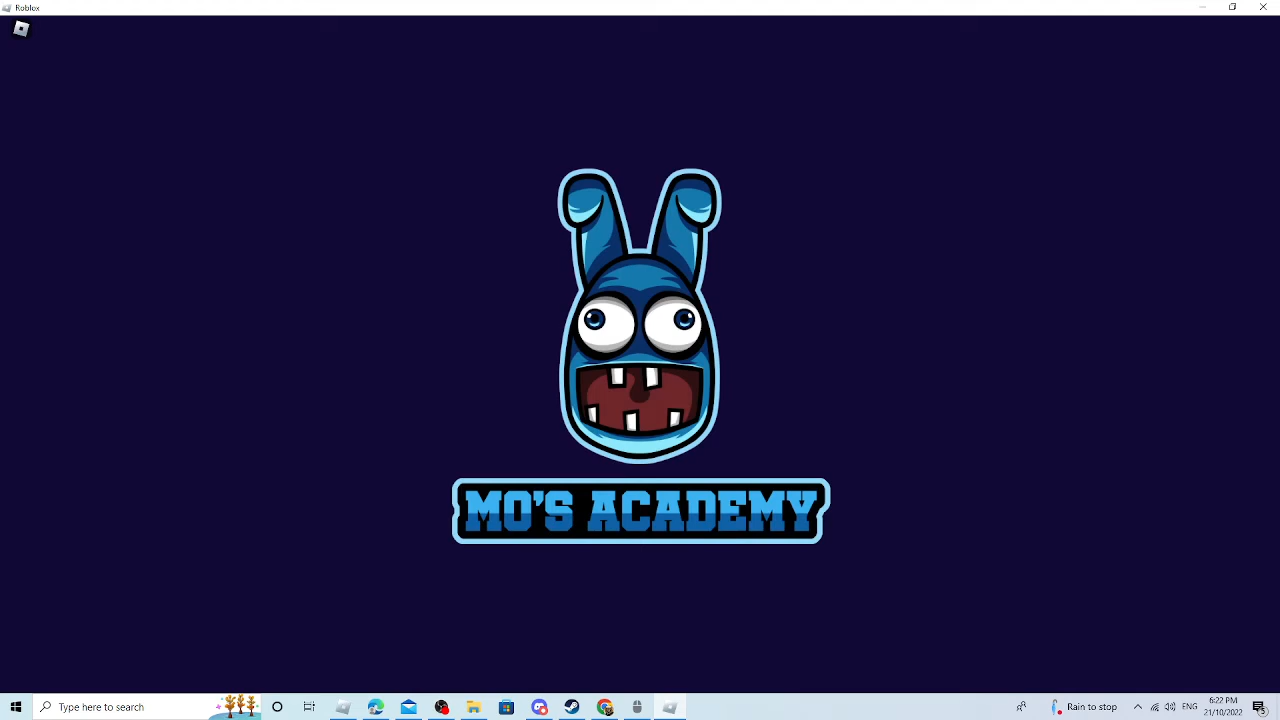 Roblox
MO'S ACADEMY
Type here to search
Rain to stop
ENG
6:22 PM
21/10/2022